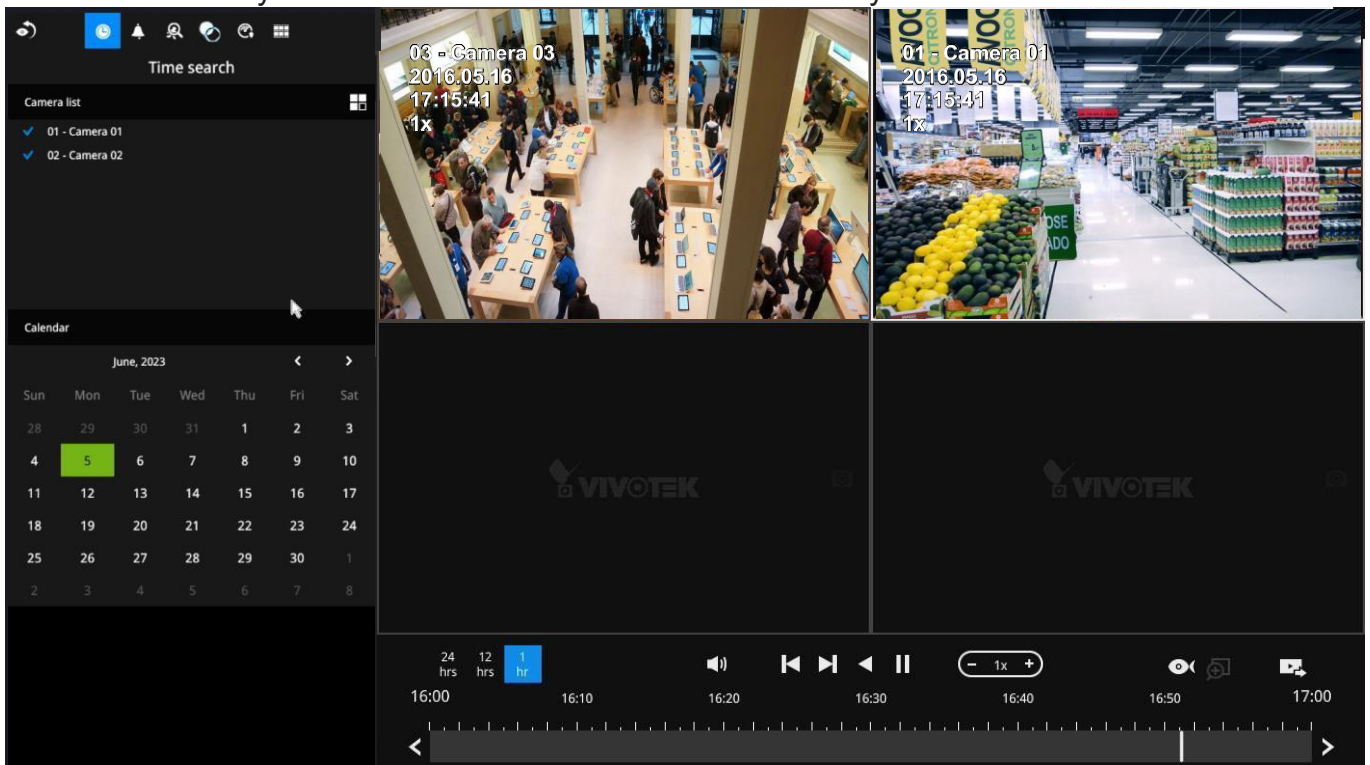 Time search
Camera list
01 - Camera 01
02 - Camera 02
Calendar
June, 2023
Sun Mon Tue Wed Thu Fri Sat
28 29 30 31 1 2 3
4 5 6 7 8 9 10
11 12 13 14 15 16 17
18 19 20 21 22 23 24
25 26 27 28 29 30 1
2 3 4 5 6 7 8
03 - Camera 03
2016.05.16
17:15:41
1x
01 - Camera 01
2016.05.16
17:15:41
1x
VIVOTEK
VIVOTEK
24 hrs
12 hrs
1 hr
- 1x +
16:00 16:10 16:20 16:30 16:40 16:50 17:00